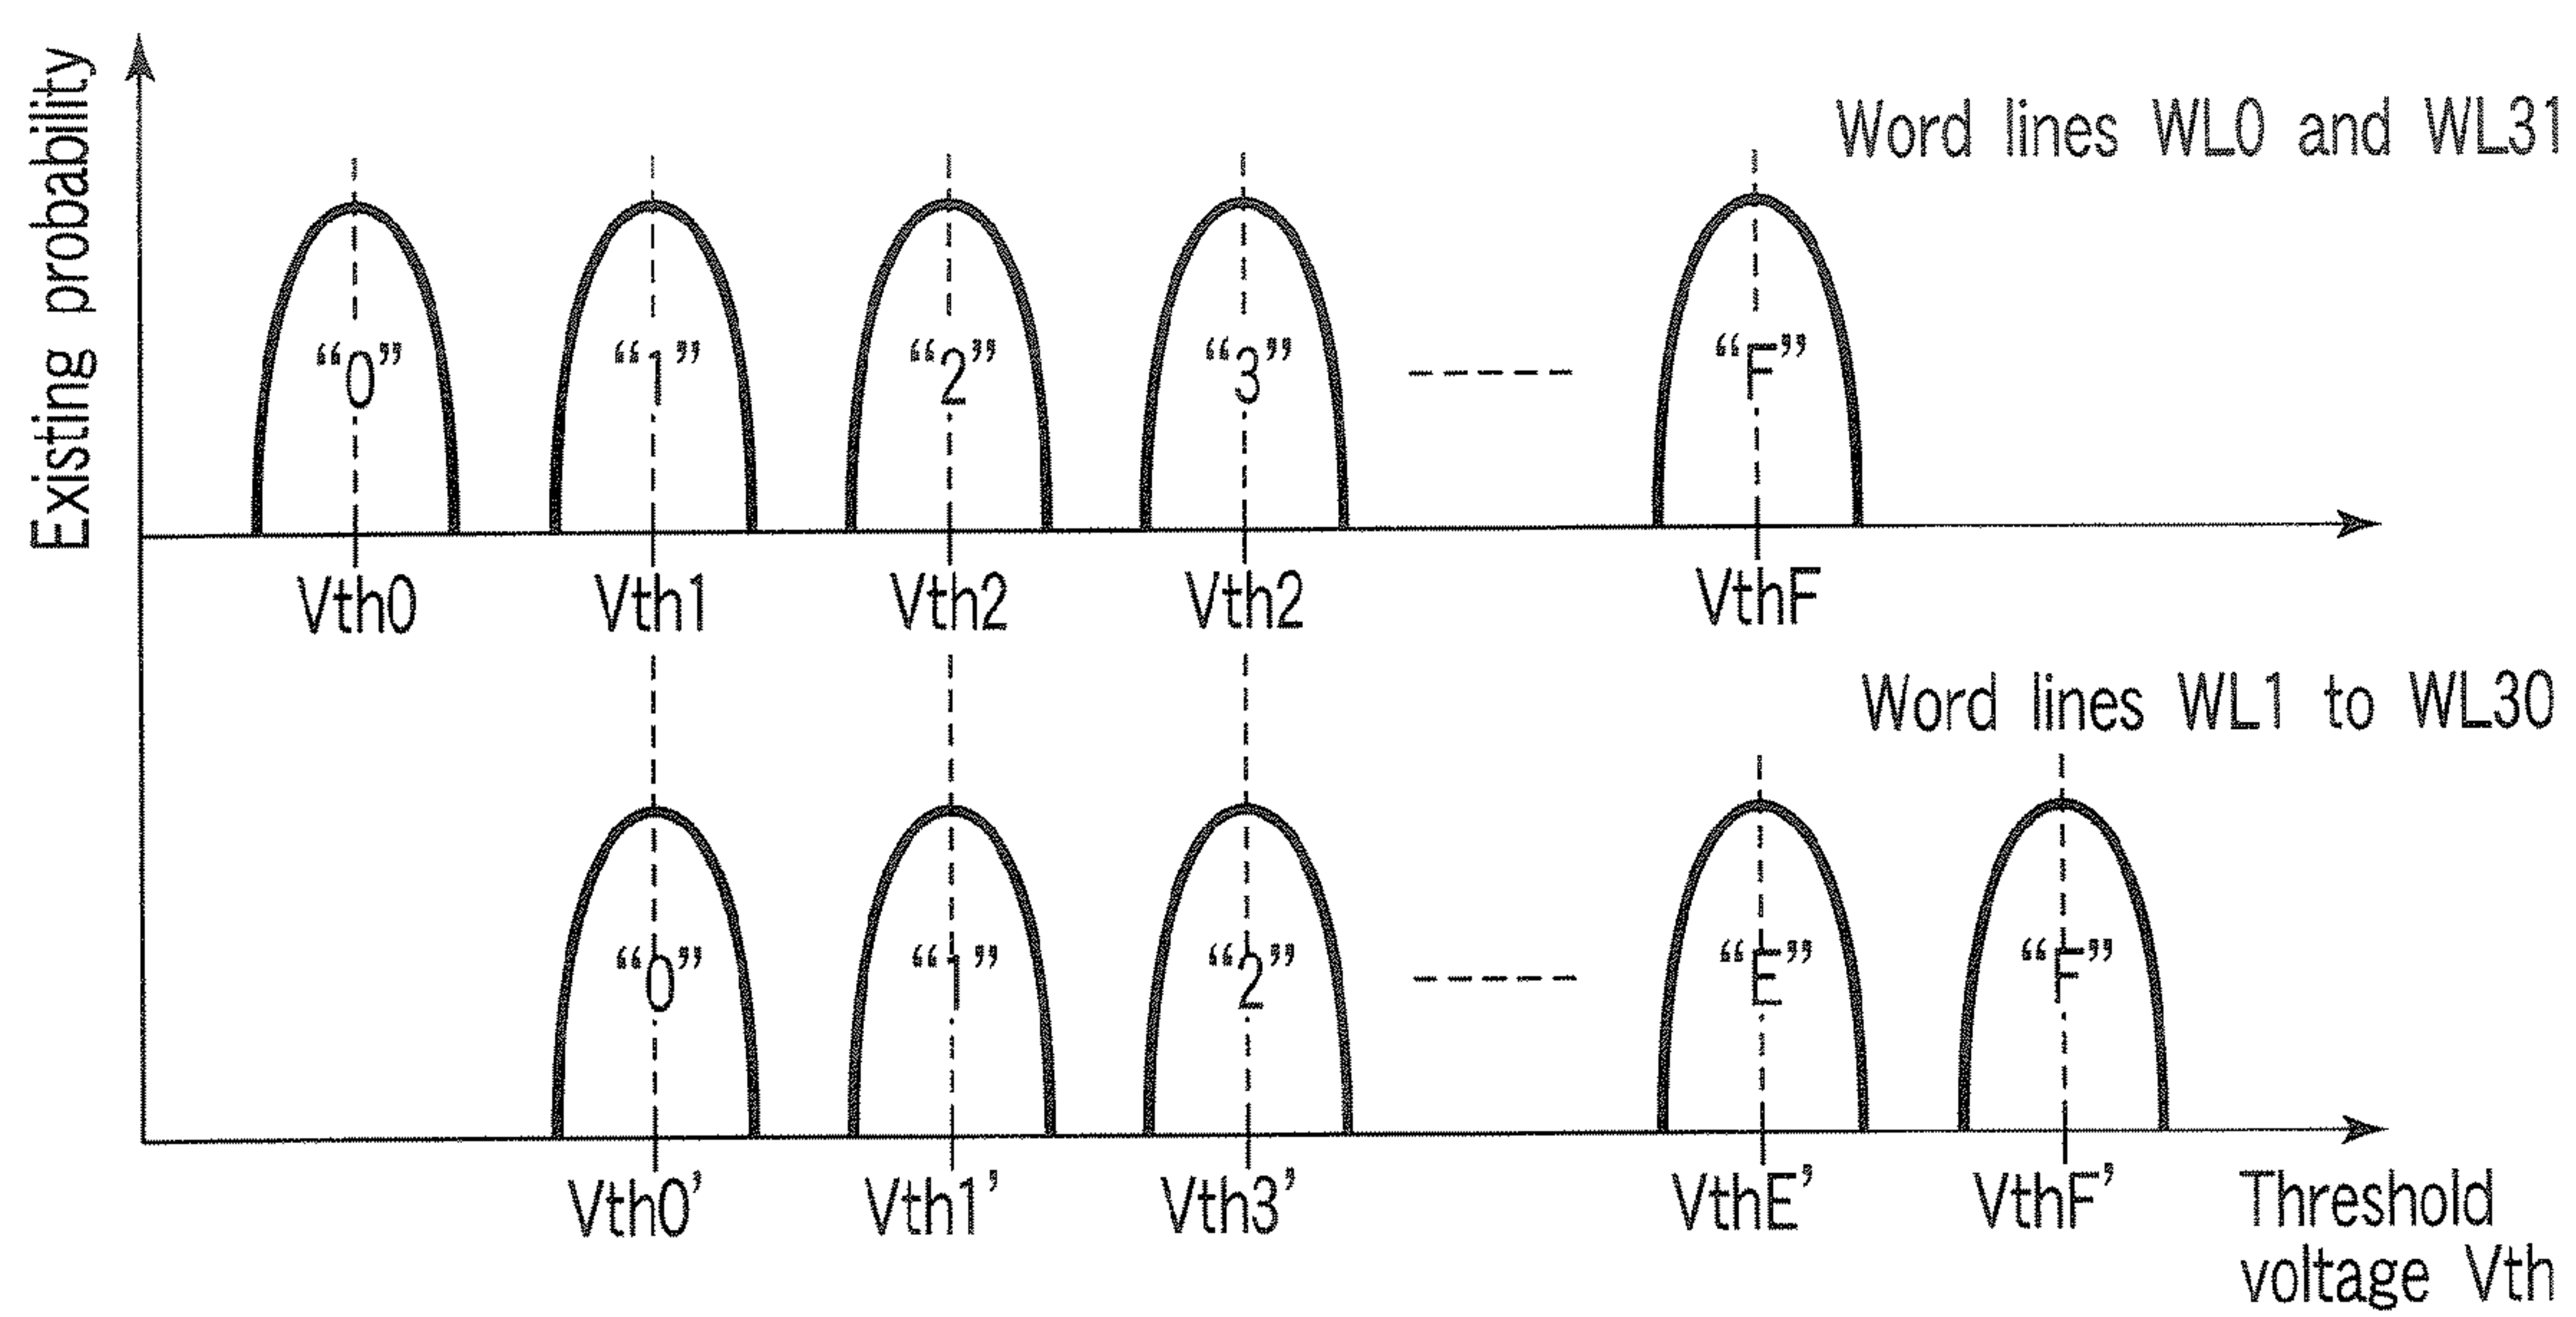 Existing probability
Word lines WL0 and WL31
“0” “1” “2” “3” “F”
Vth0 Vth1 Vth2 Vth2 VthF
Word lines WL1 to WL30
“0” “1” “2” “E” “F”
Vth0’ Vth1’ Vth3’ VthE’ VthF’
Threshold
voltage Vth